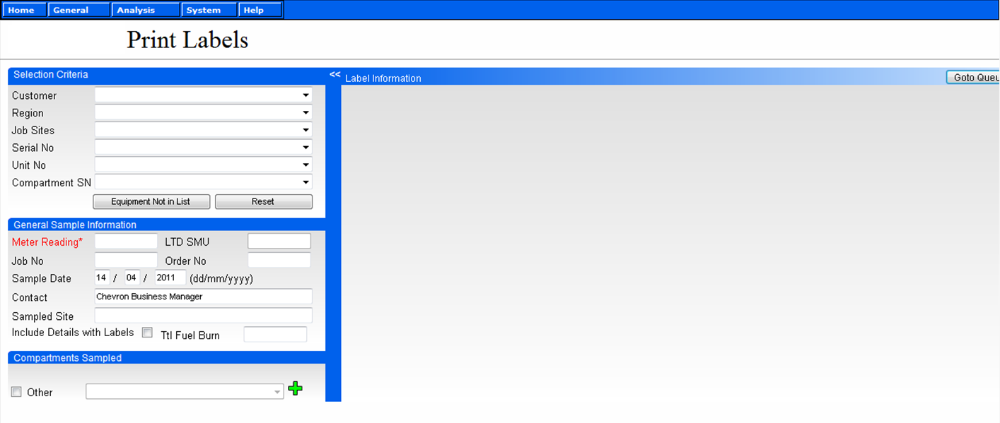 Home General Analysis System Help
Print Labels
Selection Criteria
<< Label Information Goto Queu
Customer
Region
Job Sites
Serial No
Unit No
Compartment SN
Equipment Not in List Reset
General Sample Information
Meter Reading* LTD SMU
Job No Order No
Sample Date 14 / 04 / 2011 (dd/mm/yyyy)
Contact Chevron Business Manager
Sampled Site
Include Details with Labels Ttl Fuel Burn
Compartments Sampled
Other